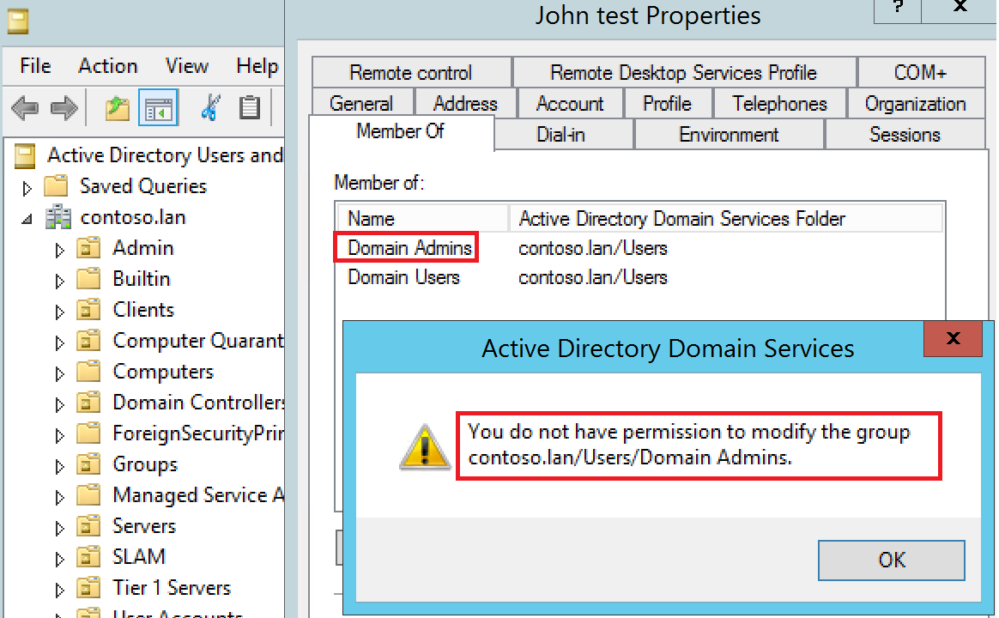 John test Properties
?
x
File Action View Help
Remote control Remote Desktop Services Profile COM+
General Address Account Profile Telephones Organization
Member Of Dial-in Environment Sessions
Active Directory Users and
Saved Queries
contoso.lan
Admin
Builtin
Clients
Computer Quarant
Computers
Domain Controllers
ForeignSecurityPrin
Groups
Managed Service A
Servers
SLAM
Tier 1 Servers
User Accounts
Member of:
Name Active Directory Domain Services Folder
Domain Admins contoso.lan/Users
Domain Users contoso.lan/Users
Active Directory Domain Services
x
You do not have permission to modify the group
contoso.lan/Users/Domain Admins.
OK